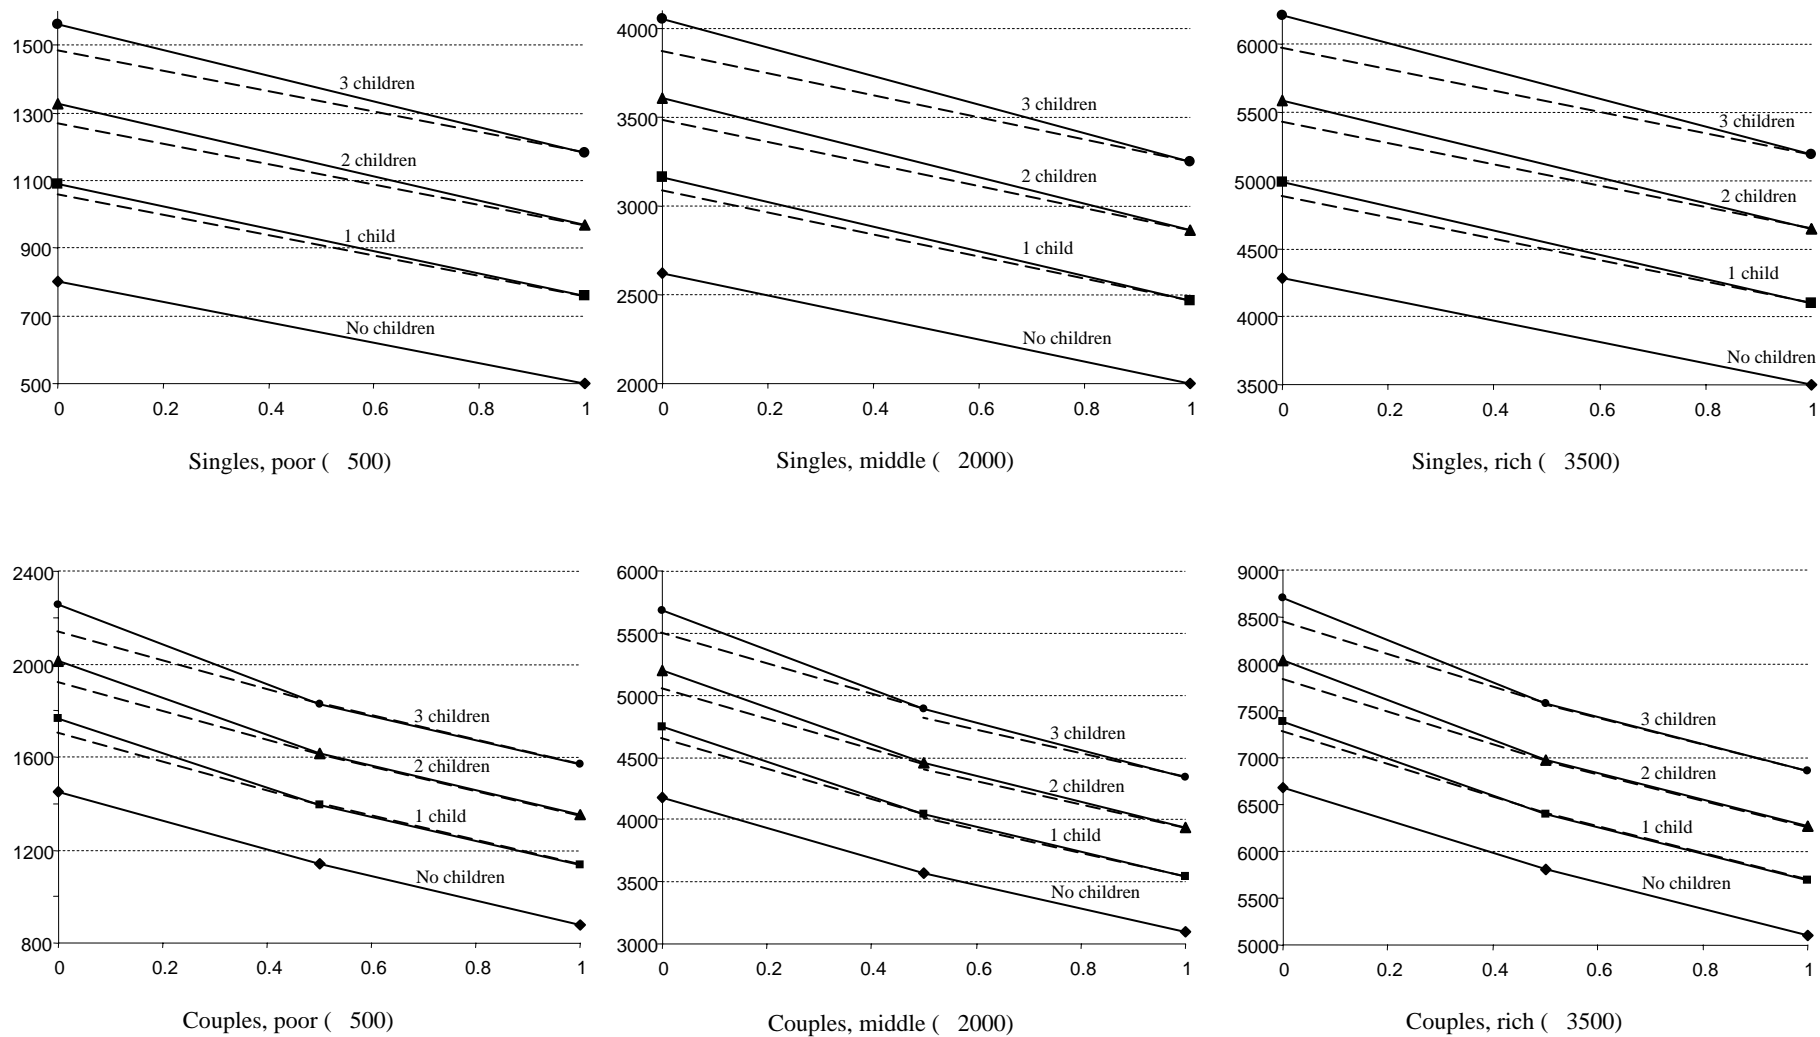 1500
1300
1100
900
700
500
3 children
2 children
1 child
No children
0 0.2 0.4 0.6 0.8 1
Singles, poor ( 500)
4000
3500
3000
2500
2000
3 children
2 children
1 child
No children
0 0.2 0.4 0.6 0.8 1
Singles, middle ( 2000)
6000
5500
5000
4500
4000
3500
3 children
2 children
1 child
No children
0 0.2 0.4 0.6 0.8 1
Singles, rich ( 3500)
2400
2000
1600
1200
800
3 children
2 children
1 child
No children
0 0.2 0.4 0.6 0.8 1
Couples, poor ( 500)
6000
5500
5000
4500
4000
3500
3000
3 children
2 children
1 child
No children
0 0.2 0.4 0.6 0.8 1
Couples, middle ( 2000)
9000
8500
8000
7500
7000
6500
6000
5500
5000
3 children
2 children
1 child
No children
0 0.2 0.4 0.6 0.8 1
Couples, rich ( 3500)